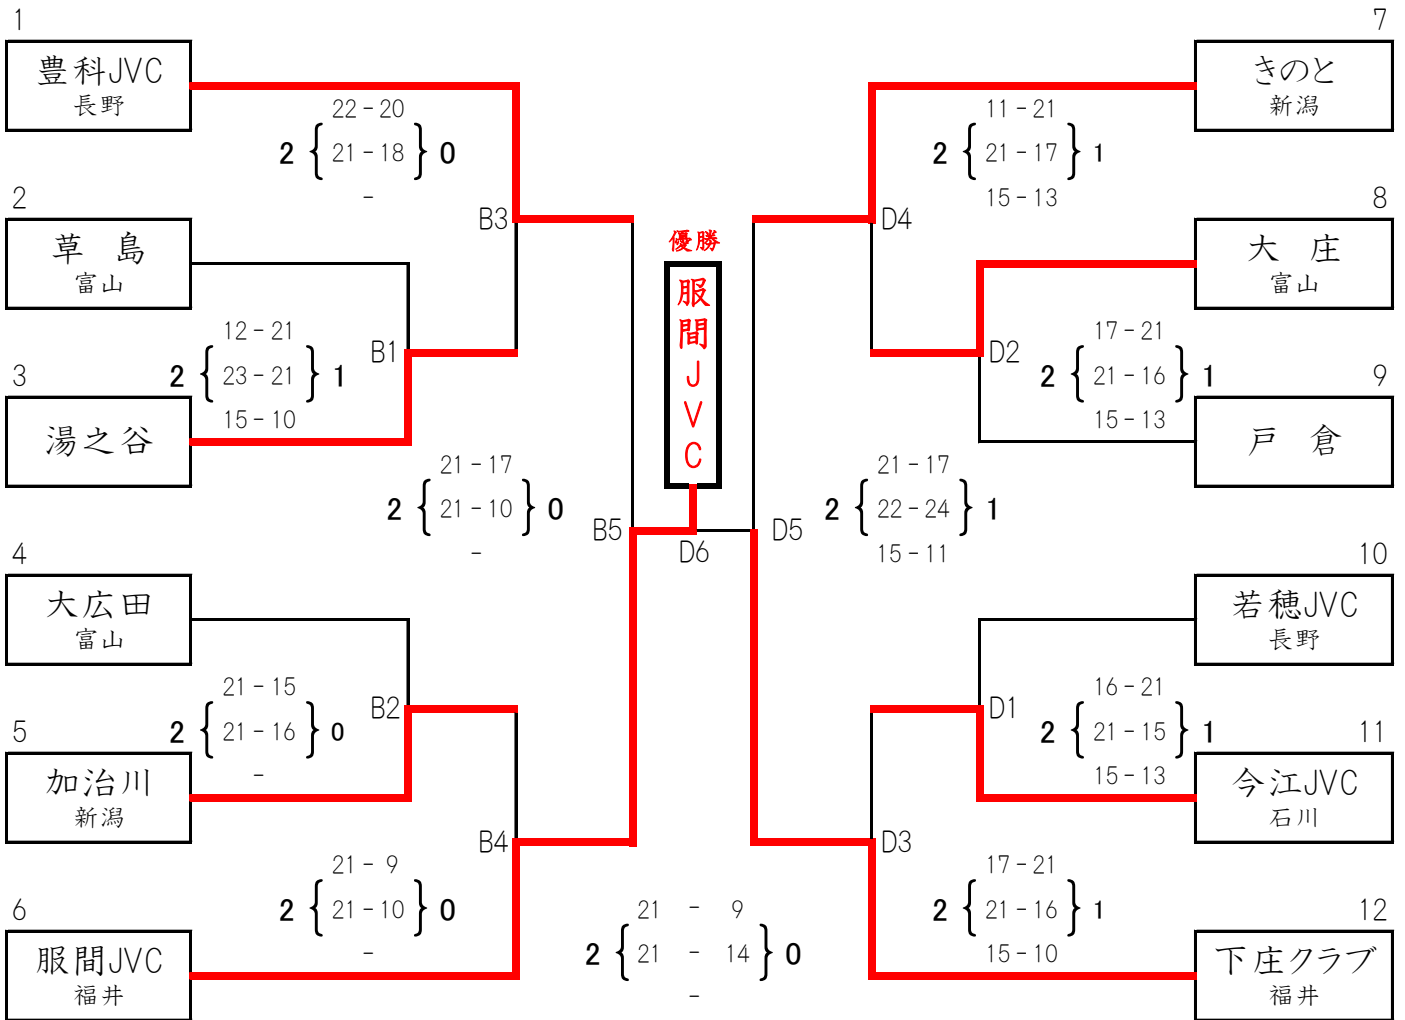 1
豊科JVC
長野
22-20
2 { 21-18 } 0
-
B3
2
草　島
富山
12-21
2 { 23-21 } 1
15-10
B1
3
湯之谷
21-17
2 { 21-10 } 0
-
B5
4
大広田
富山
21-15
2 { 21-16 } 0
-
B2
5
加治川
新潟
B4
21- 9
2 { 21-10 } 0
-
6
服間JVC
福井
優勝
服間JVC
D6
21 - 9
2 { 21 - 14 } 0
-
7
きのと
新潟
11-21
2 { 21-17 } 1
15-13
D4
8
大　庄
富山
17-21
2 { 21-16 } 1
15-13
D2
9
戸　倉
21-17
2 { 22-24 } 1
15-11
D5
10
若穂JVC
長野
16-21
2 { 21-15 } 1
15-13
D1
11
今江JVC
石川
D3
17-21
2 { 21-16 } 1
15-10
12
下庄クラブ
福井